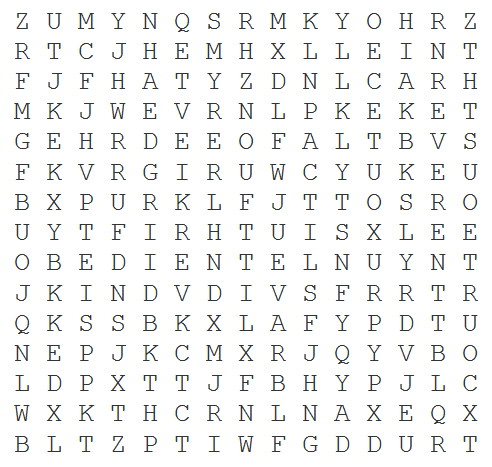 Z U M Y N Q S R M K Y O H R Z
R T C J H E M H X L L E I N T
F J F H A T Y Z D N L C A R H
M K J W E V R N L P K E K E T
G E H R D E E O F A L T B V S
F K V R G I R U W C Y U K E U
B X P U R K L F J T T O S R O
U Y T F I R H T U I S X L E E
O B E D I E N T E L N U Y N T
J K I N D V D I V S F R R T R
Q K S S B K X L A F Y P D T U
N E P J K C M X R J Q Y V B O
L D P X T T J F B H Y P J L C
W X K T H C R N L N A X E Q X
B L T Z P T I W F G D D U R T